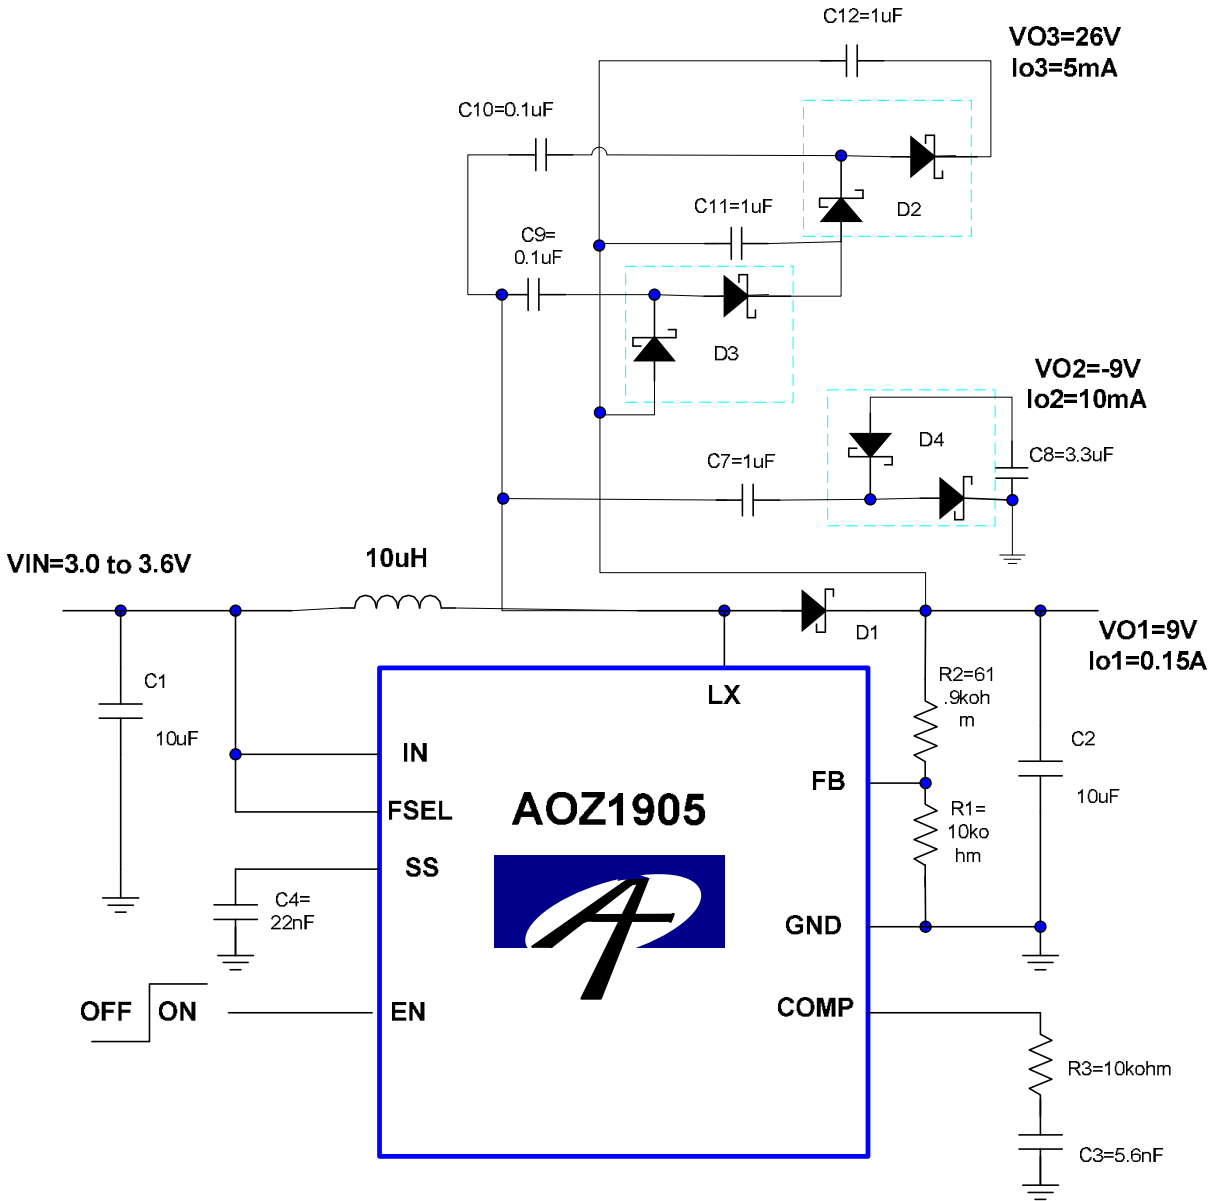 C12=1uF
VO3=26V
Io3=5mA
C10=0.1uF
C11=1uF
D2
C9=
0.1uF
D3
VO2=-9V
Io2=10mA
D4
C7=1uF
C8=3.3uF
VIN=3.0 to 3.6V
10uH
D1
VO1=9V
Io1=0.15A
C1
10uF
LX
R2=61
.9koh
m
IN
FB
C2
10uF
FSEL
AOZ1905
R1=
10ko
hm
SS
C4=
22nF
GND
OFF
ON
EN
COMP
R3=10kohm
C3=5.6nF